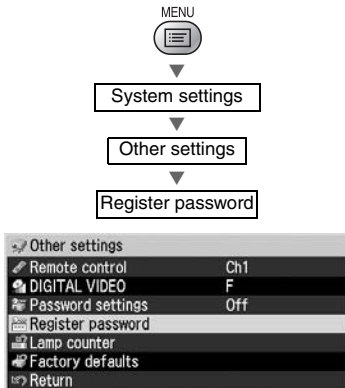 MENU
System settings
Other settings
Register password
Other settings
Remote control Ch1
DIGITAL VIDEO F
Password settings Off
Register password
Lamp counter
Factory defaults
Return